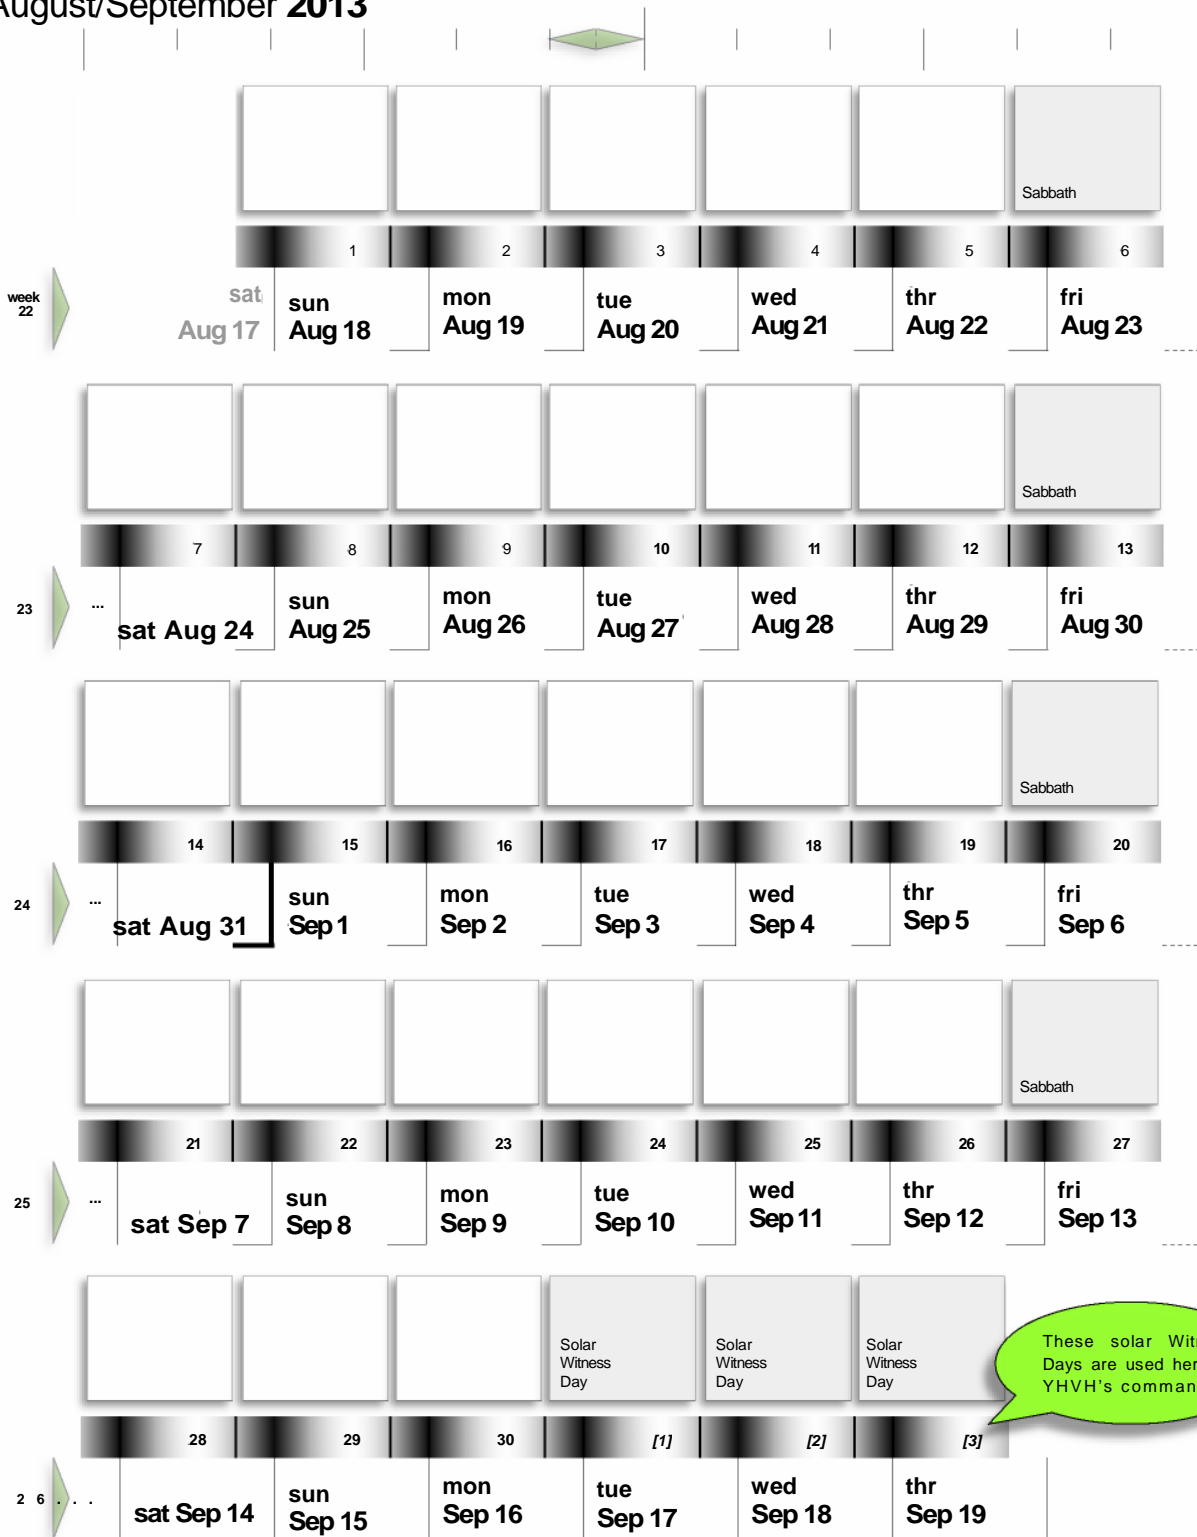 August/September 2013
Sabbath
1 2 3 4 5 6
week
22
sat
Aug 17
sun
Aug 18
mon
Aug 19
tue
Aug 20
wed
Aug 21
thr
Aug 22
fri
Aug 23
Sabbath
7 8 9 10 11 12 13
23
...
sat Aug 24
sun
Aug 25
mon
Aug 26
tue
Aug 27
wed
Aug 28
thr
Aug 29
fri
Aug 30
Sabbath
14 15 16 17 18 19 20
24
...
sat Aug 31
sun
Sep 1
mon
Sep 2
tue
Sep 3
wed
Sep 4
thr
Sep 5
fri
Sep 6
Sabbath
21 22 23 24 25 26 27
25
...
sat Sep 7
sun
Sep 8
mon
Sep 9
tue
Sep 10
wed
Sep 11
thr
Sep 12
fri
Sep 13
Solar
Witness
Day
Solar
Witness
Day
Solar
Witness
Day
These solar
Days are used
YHVH's
28 29 30 [1] [2] [3]
26...
sat Sep 14
sun
Sep 15
mon
Sep 16
tue
Sep 17
wed
Sep 18
thr
Sep 19